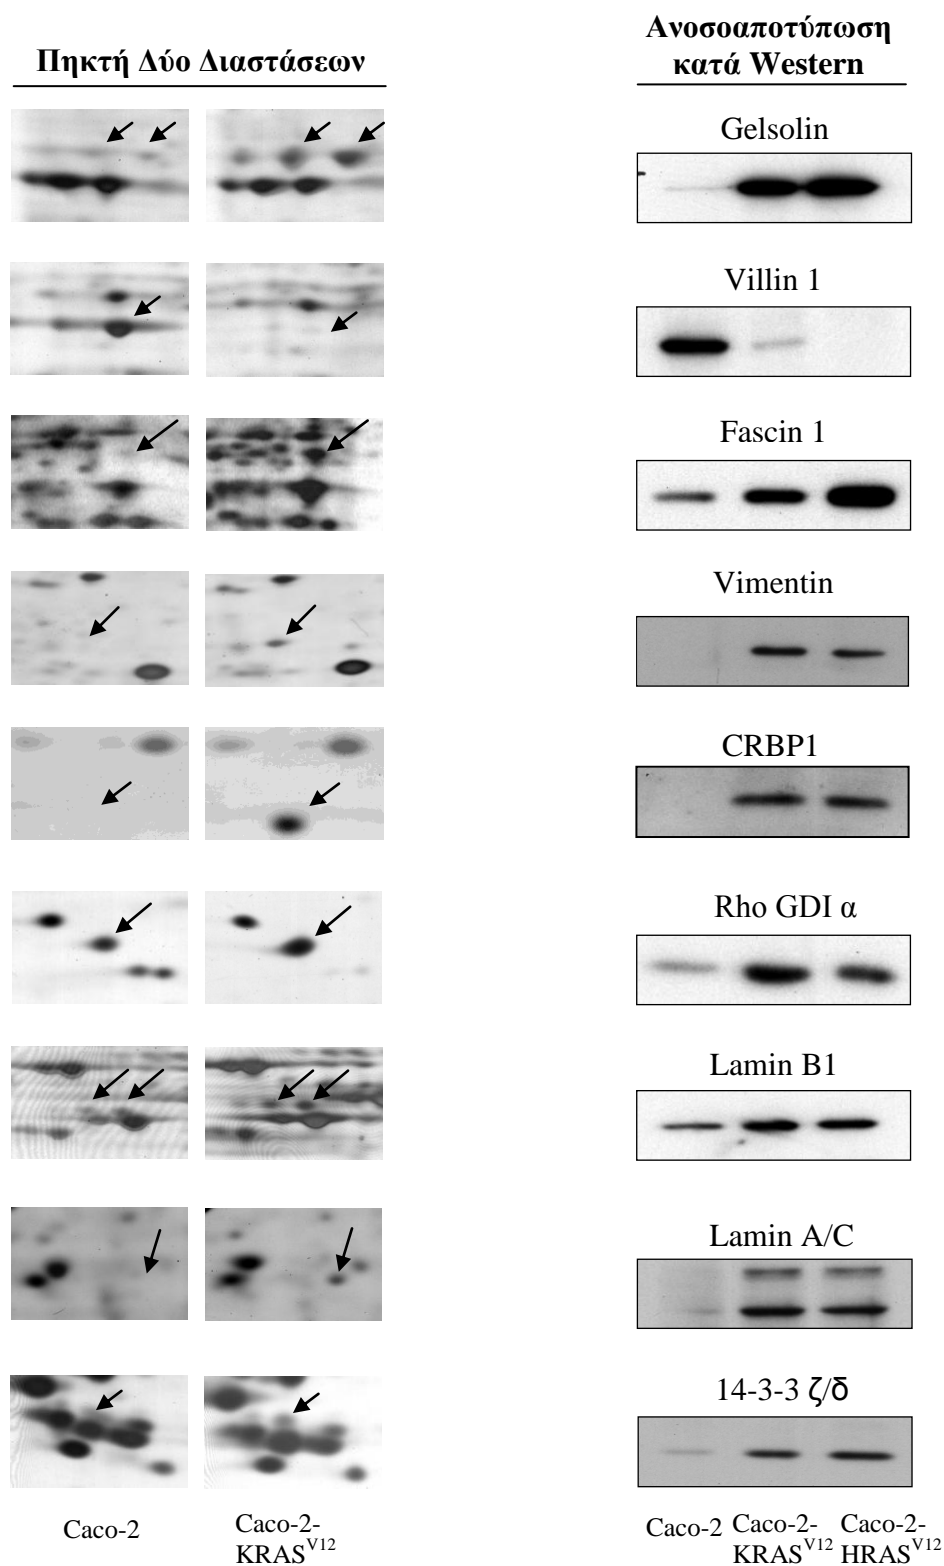 Πηκτή Δύο Διαστάσεων
Ανοσοαποτύπωση
κατά Western
Gelsolin
Villin 1
Fascin 1
Vimentin
CRBP1
Rho GDI α
Lamin B1
Lamin A/C
14-3-3 ζ/δ
Caco-2
Caco-2-
KRAS^V12
Caco-2
Caco-2-
KRAS^V12
Caco-2-
HRAS^V12